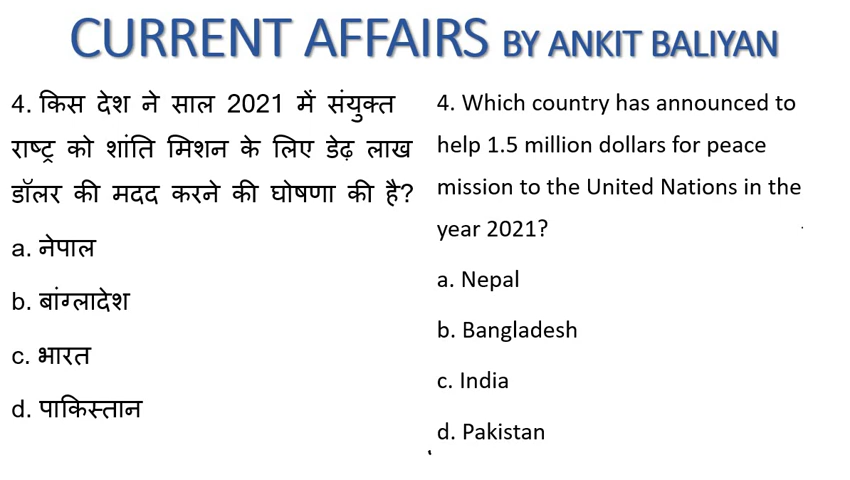 CURRENT AFFAIRS BY ANKIT BALIYAN
4. किस देश ने साल 2021 में संयुक्त
राष्ट्र को शांति मिशन के लिए डेढ़ लाख
डॉलर की मदद करने की घोषणा की है?
a. नेपाल
b. बांग्लादेश
c. भारत
d. पाकिस्तान
4. Which country has announced to
help 1.5 million dollars for peace
mission to the United Nations in the
year 2021?
a. Nepal
b. Bangladesh
c. India
d. Pakistan